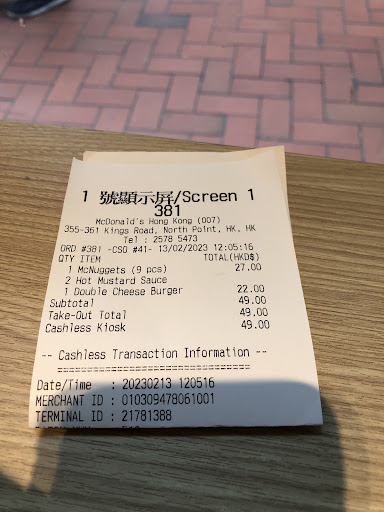 1 號顯示屏/Screen 1
381
McDonald's Hong Kong (007)
355-361 Kings Road, North Point, HK, HK
Tel : 2578 5473
ORD #381 -CSO #41- 13/02/2023 12:05:16
QTY ITEM TOTAL(HKD$)
1 McNuggets (9 pcs) 27.00
2 Hot Mustard Sauce
1 Double Cheese Burger 22.00
Subtotal 49.00
Take-Out Total 49.00
Cashless Kiosk 49.00
-- Cashless Transaction Information --
==============================
Date/Time : 20230213 120516
MERCHANT ID : 010309478061001
TERMINAL ID : 21781388